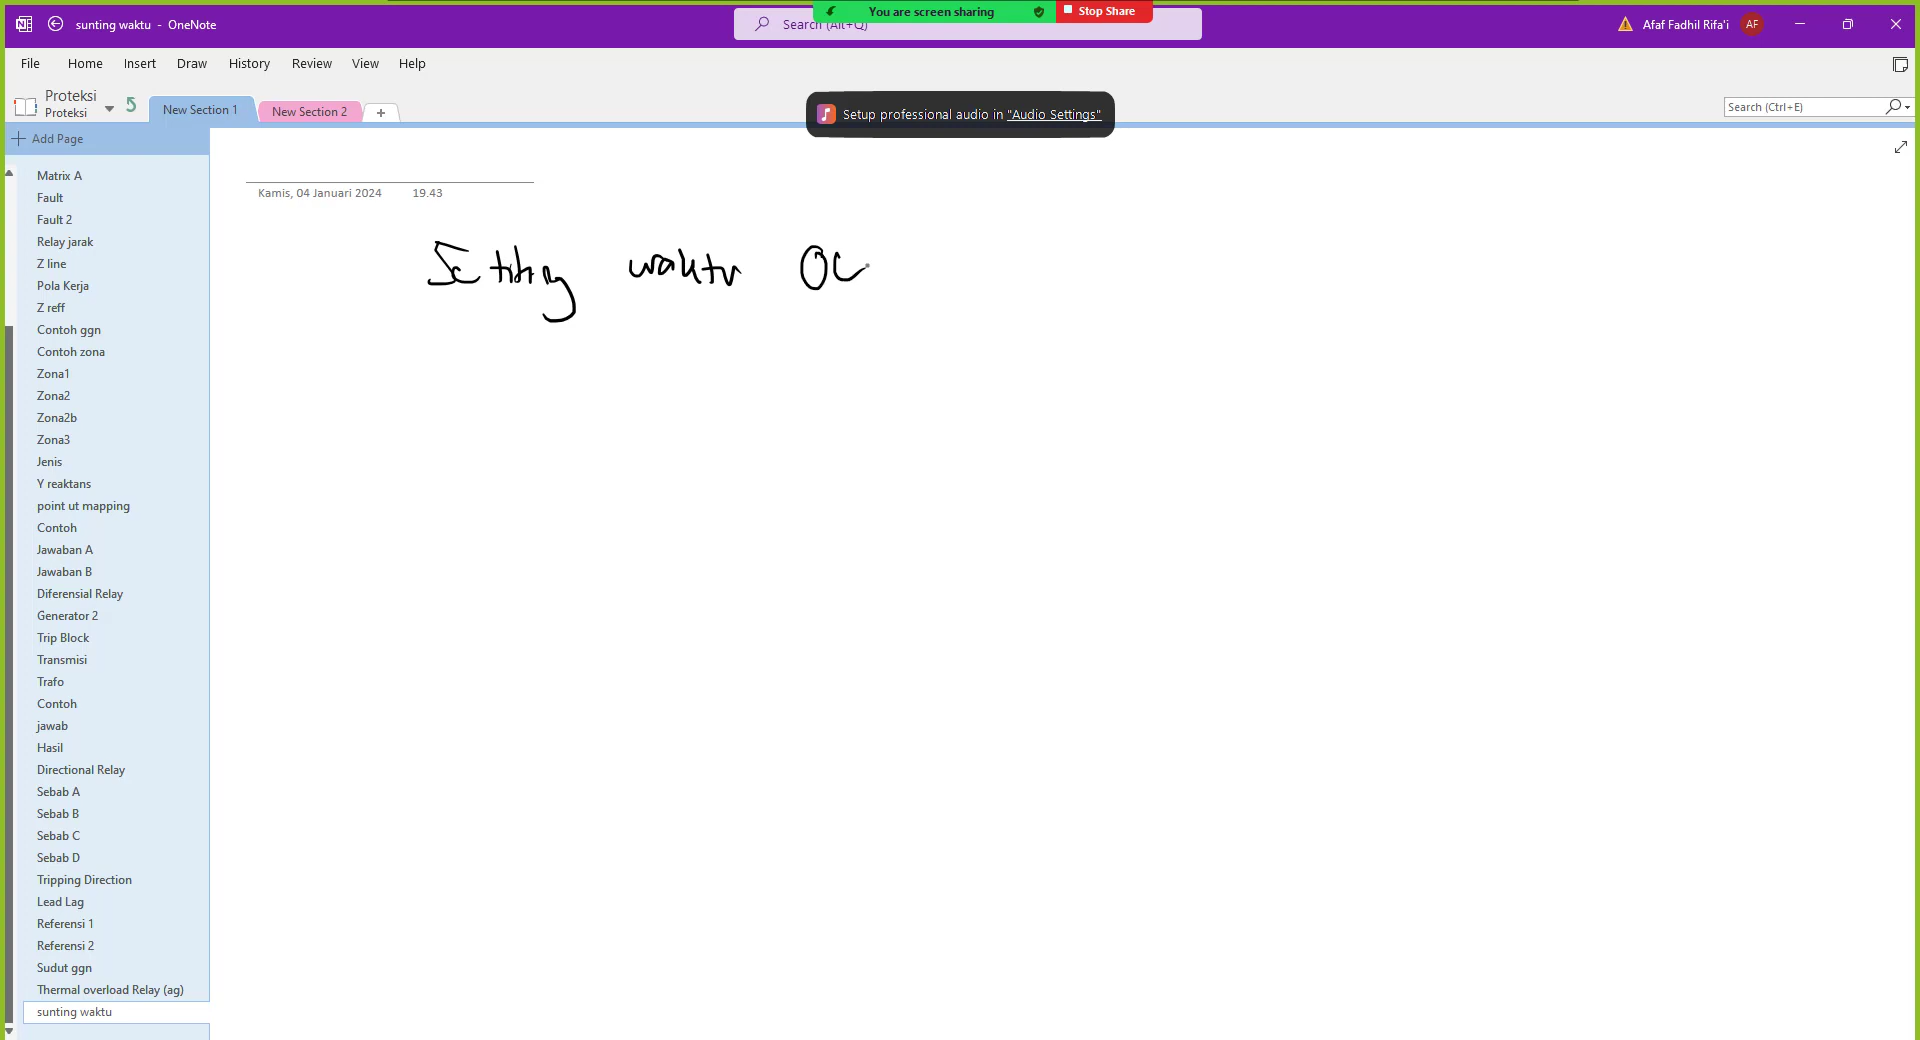 sunting waktu - OneNote
Search (Alt+Q)
You are screen sharing
Stop Share
Afaf Fadhil Rifa'i
AF
File Home Insert Draw History Review View Help
Proteksi
Proteksi
New Section 1
New Section 2
+
Setup professional audio in "Audio Settings"
Search (Ctrl+E)
Add Page
Matrix A
Fault
Fault 2
Relay jarak
Z line
Pola Kerja
Z reff
Contoh ggn
Contoh zona
Zona1
Zona2
Zona2b
Zona3
Jenis
Y reaktans
point ut mapping
Contoh
Jawaban A
Jawaban B
Diferensial Relay
Generator 2
Trip Block
Transmisi
Trafo
Contoh
jawab
Hasil
Directional Relay
Sebab A
Sebab B
Sebab C
Sebab D
Tripping Direction
Lead Lag
Referensi 1
Referensi 2
Sudut ggn
Thermal overload Relay (ag)
sunting waktu
Kamis, 04 Januari 2024 19.43
Setting waktu OC